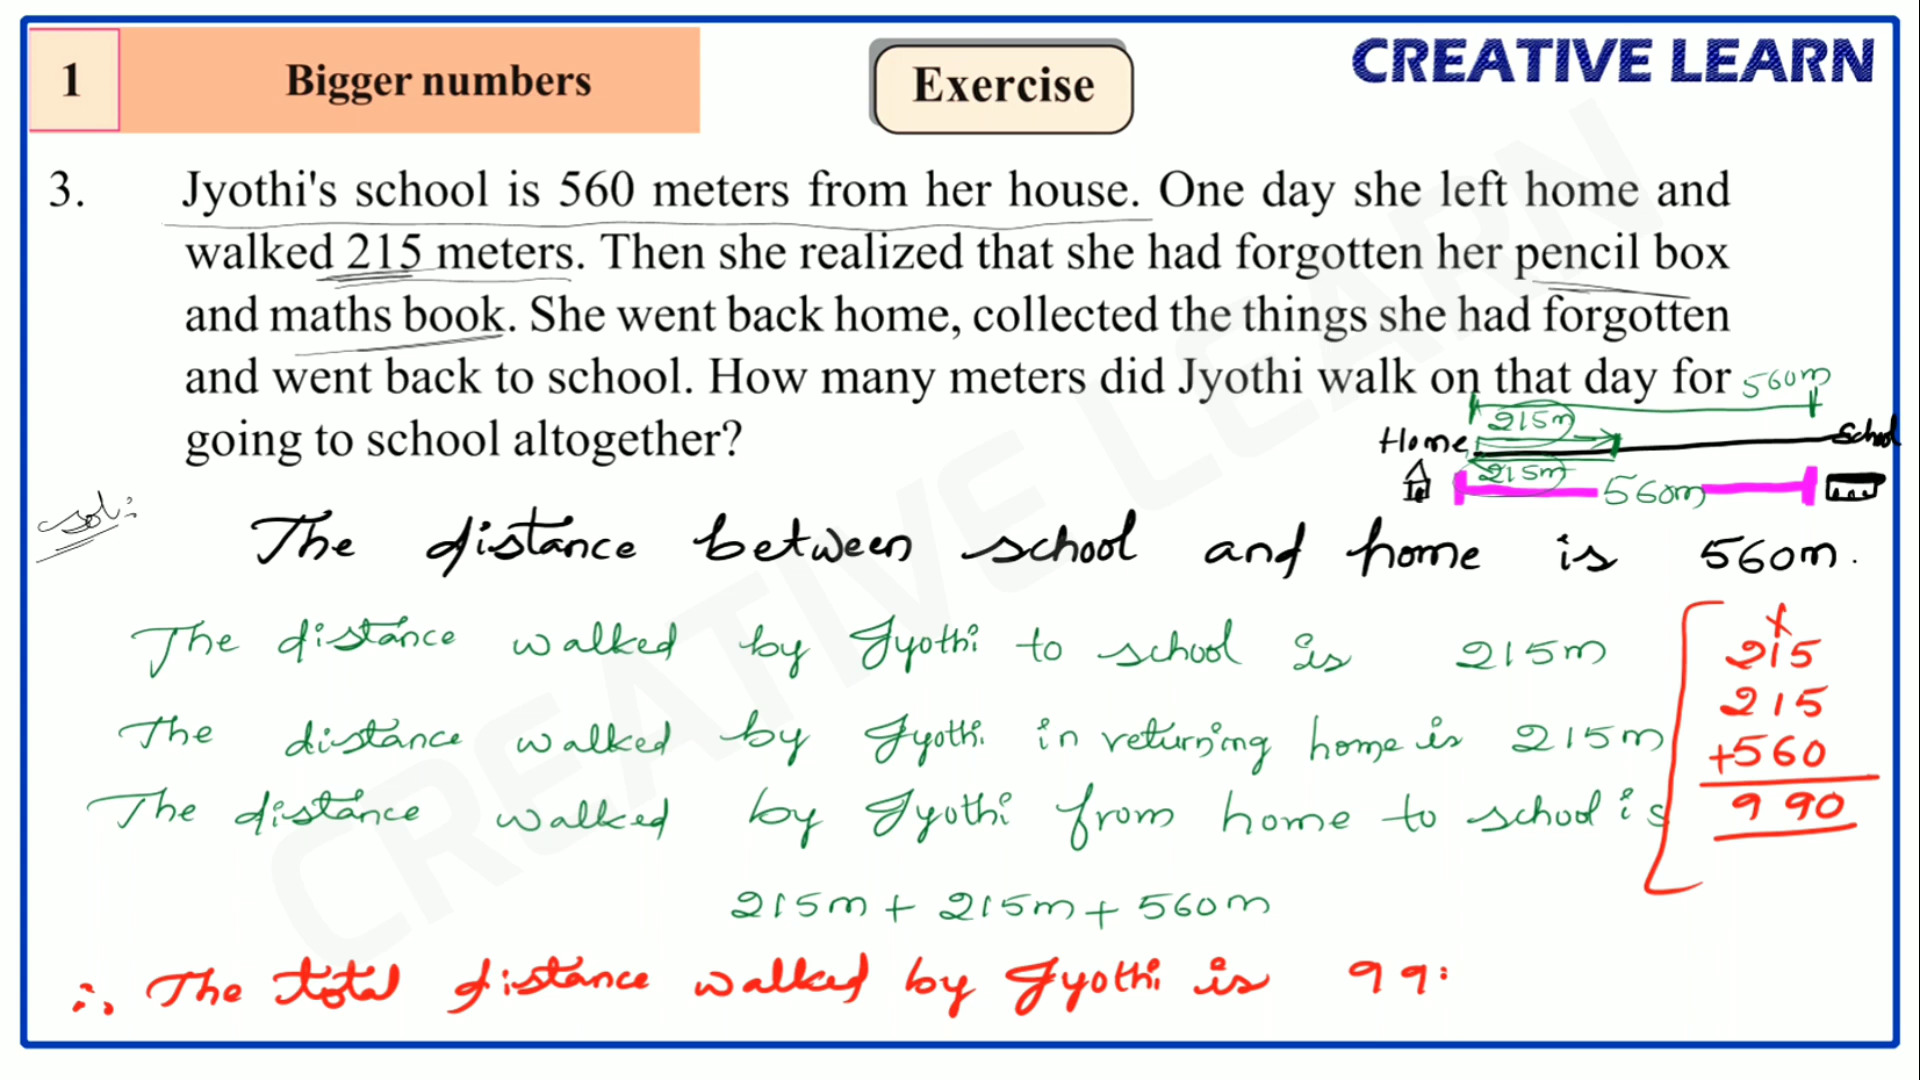 1 Bigger numbers
Exercise
CREATIVE LEARN
3. Jyothi's school is 560 meters from her house. One day she left home and
walked 215 meters. Then she realized that she had forgotten her pencil box
and maths book. She went back home, collected the things she had forgotten
and went back to school. How many meters did Jyothi walk on that day for
going to school altogether?
560m
215m
Home School
215m
560m
Sol:
The distance between school and home is 560m.
The distance walked by Jyothi to school is 215m
The distance walked by Jyothi in returning home is 215m
The distance walked by Jyothi from home to school is
215m + 215m + 560m
1
215
215
+560
990
∴ The total distance walked by Jyothi is 99
CREATIVE LEARN